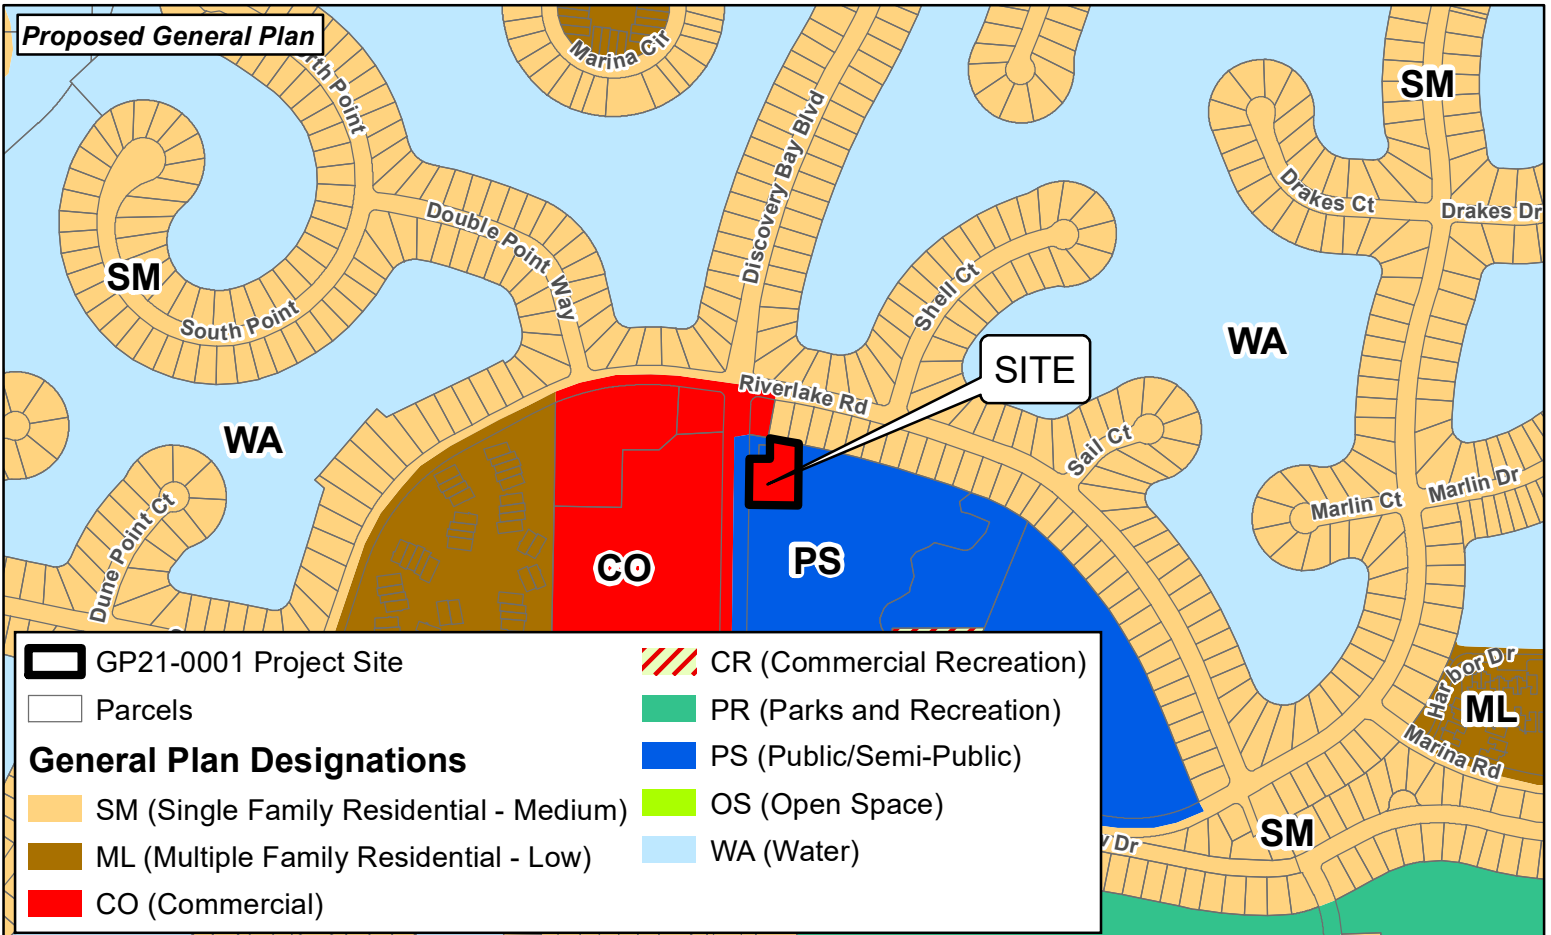 Proposed General Plan
North Point
Marina Cir
Discovery Bay Blvd
SM
Drakes Ct
Drakes Dr
Double Point Way
Shell Ct
SM
South Point
WA
SITE
Riverlake Rd
WA
Sail Ct
Dune Point Ct
Marlin Ct
Marlin Dr
CO
PS
Harbor Dr
ML
Marina Rd
SM
Dr
GP21-0001 Project Site
Parcels
General Plan Designations
SM (Single Family Residential - Medium)
ML (Multiple Family Residential - Low)
CO (Commercial)
CR (Commercial Recreation)
PR (Parks and Recreation)
PS (Public/Semi-Public)
OS (Open Space)
WA (Water)